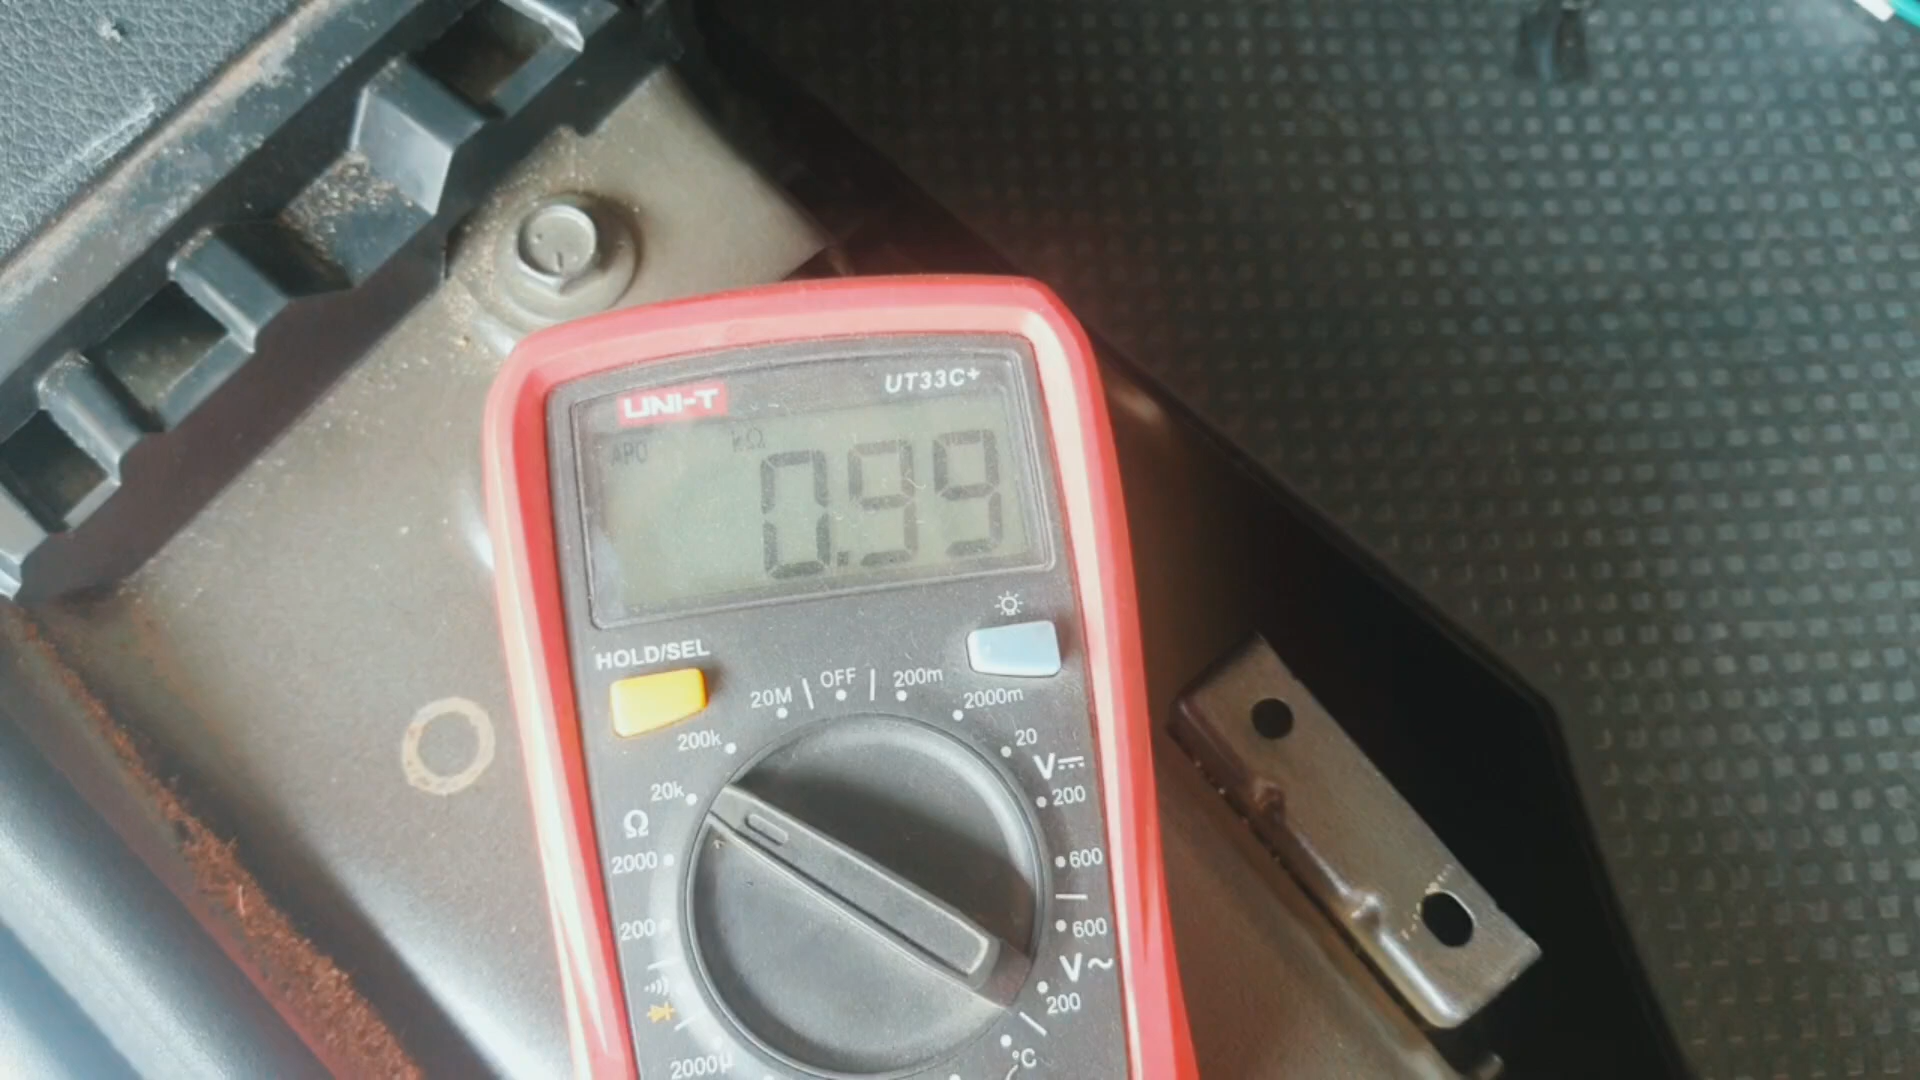 UNI-T UT33C+
APO kΩ
0.99
HOLD/SEL
20M OFF 200m
2000m
200k 20
V
20k 200
Ω
2000 600
200 600
V~
200
2000µ °C